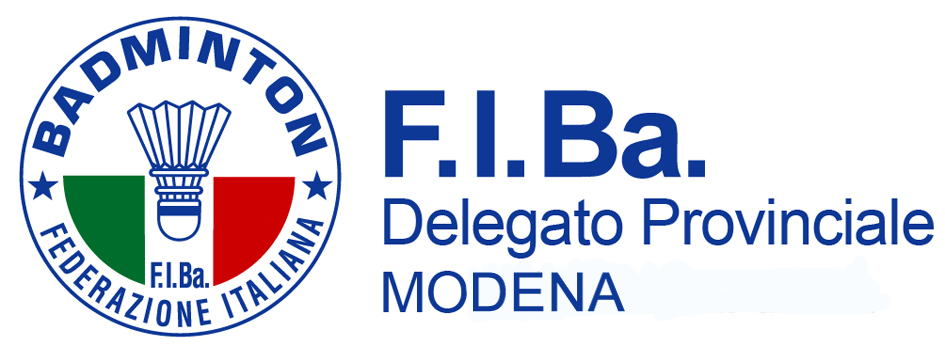 BADMINTON
FEDERAZIONE ITALIANA
F.I.Ba.
F.I.Ba.
Delegato Provinciale
MODENA